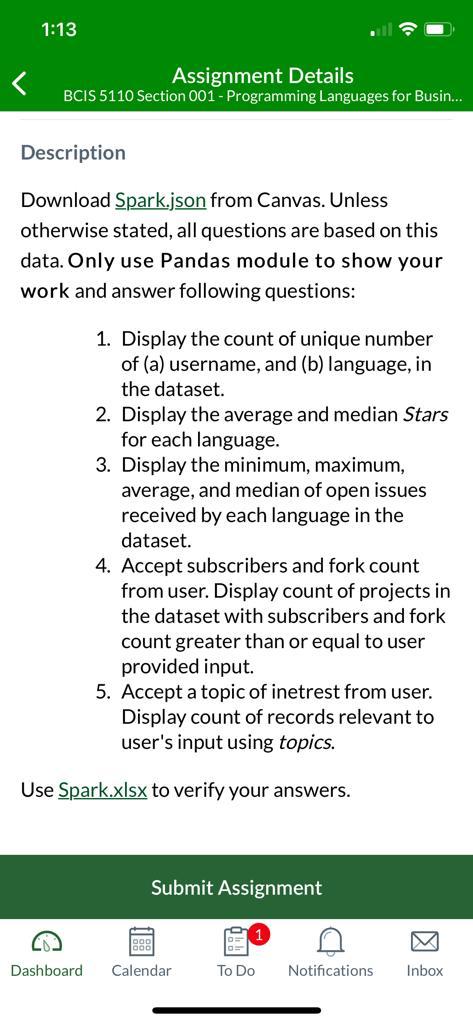 1:13
Assignment Details
BCIS 5110 Section 001 - Programming Languages for Busin...
Description
Download Spark.json from Canvas. Unless
otherwise stated, all questions are based on this
data. Only use Pandas module to show your
work and answer following questions:
1. Display the count of unique number
of (a) username, and (b) language, in
the dataset.
2. Display the average and median Stars
for each language.
3. Display the minimum, maximum,
average, and median of open issues
received by each language in the
dataset.
4. Accept subscribers and fork count
from user. Display count of projects in
the dataset with subscribers and fork
count greater than or equal to user
provided input.
5. Accept a topic of inetrest from user.
Display count of records relevant to
user's input using topics.
Use Spark.xlsx to verify your answers.
Submit Assignment
1
Dashboard Calendar To Do Notifications Inbox